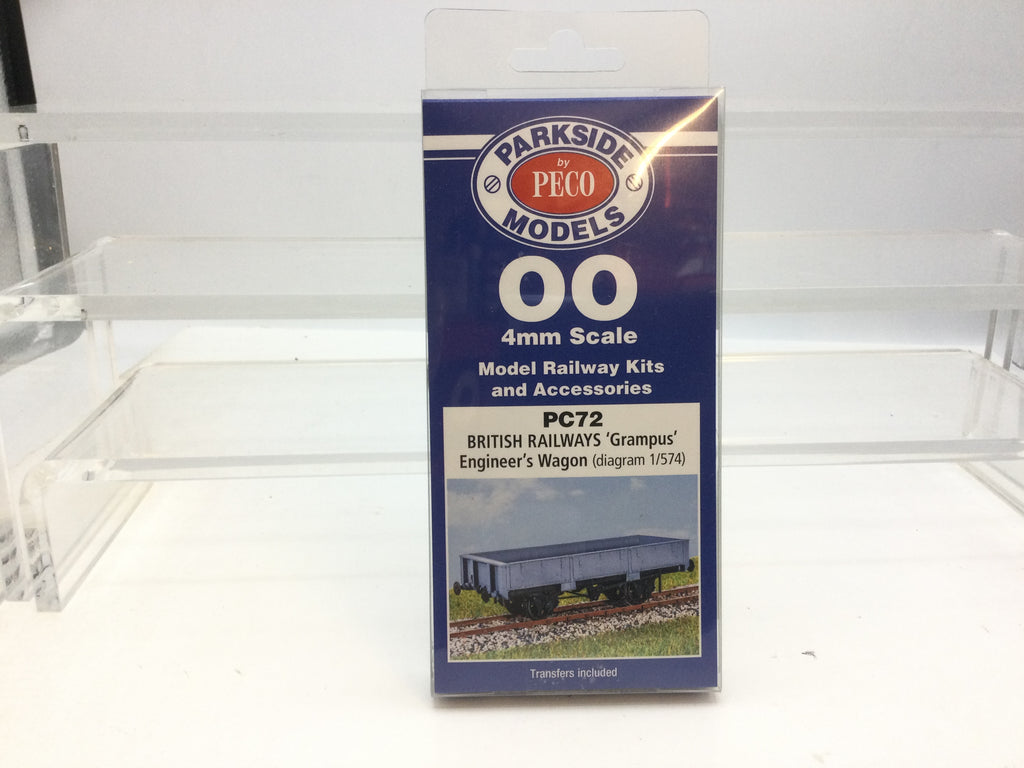 PARKSIDE
by
PECO
MODELS
OO
4mm Scale
Model Railway Kits
and Accessories
PC72
BRITISH RAILWAYS 'Grampus'
Engineer's Wagon (diagram 1/574)
Transfers included